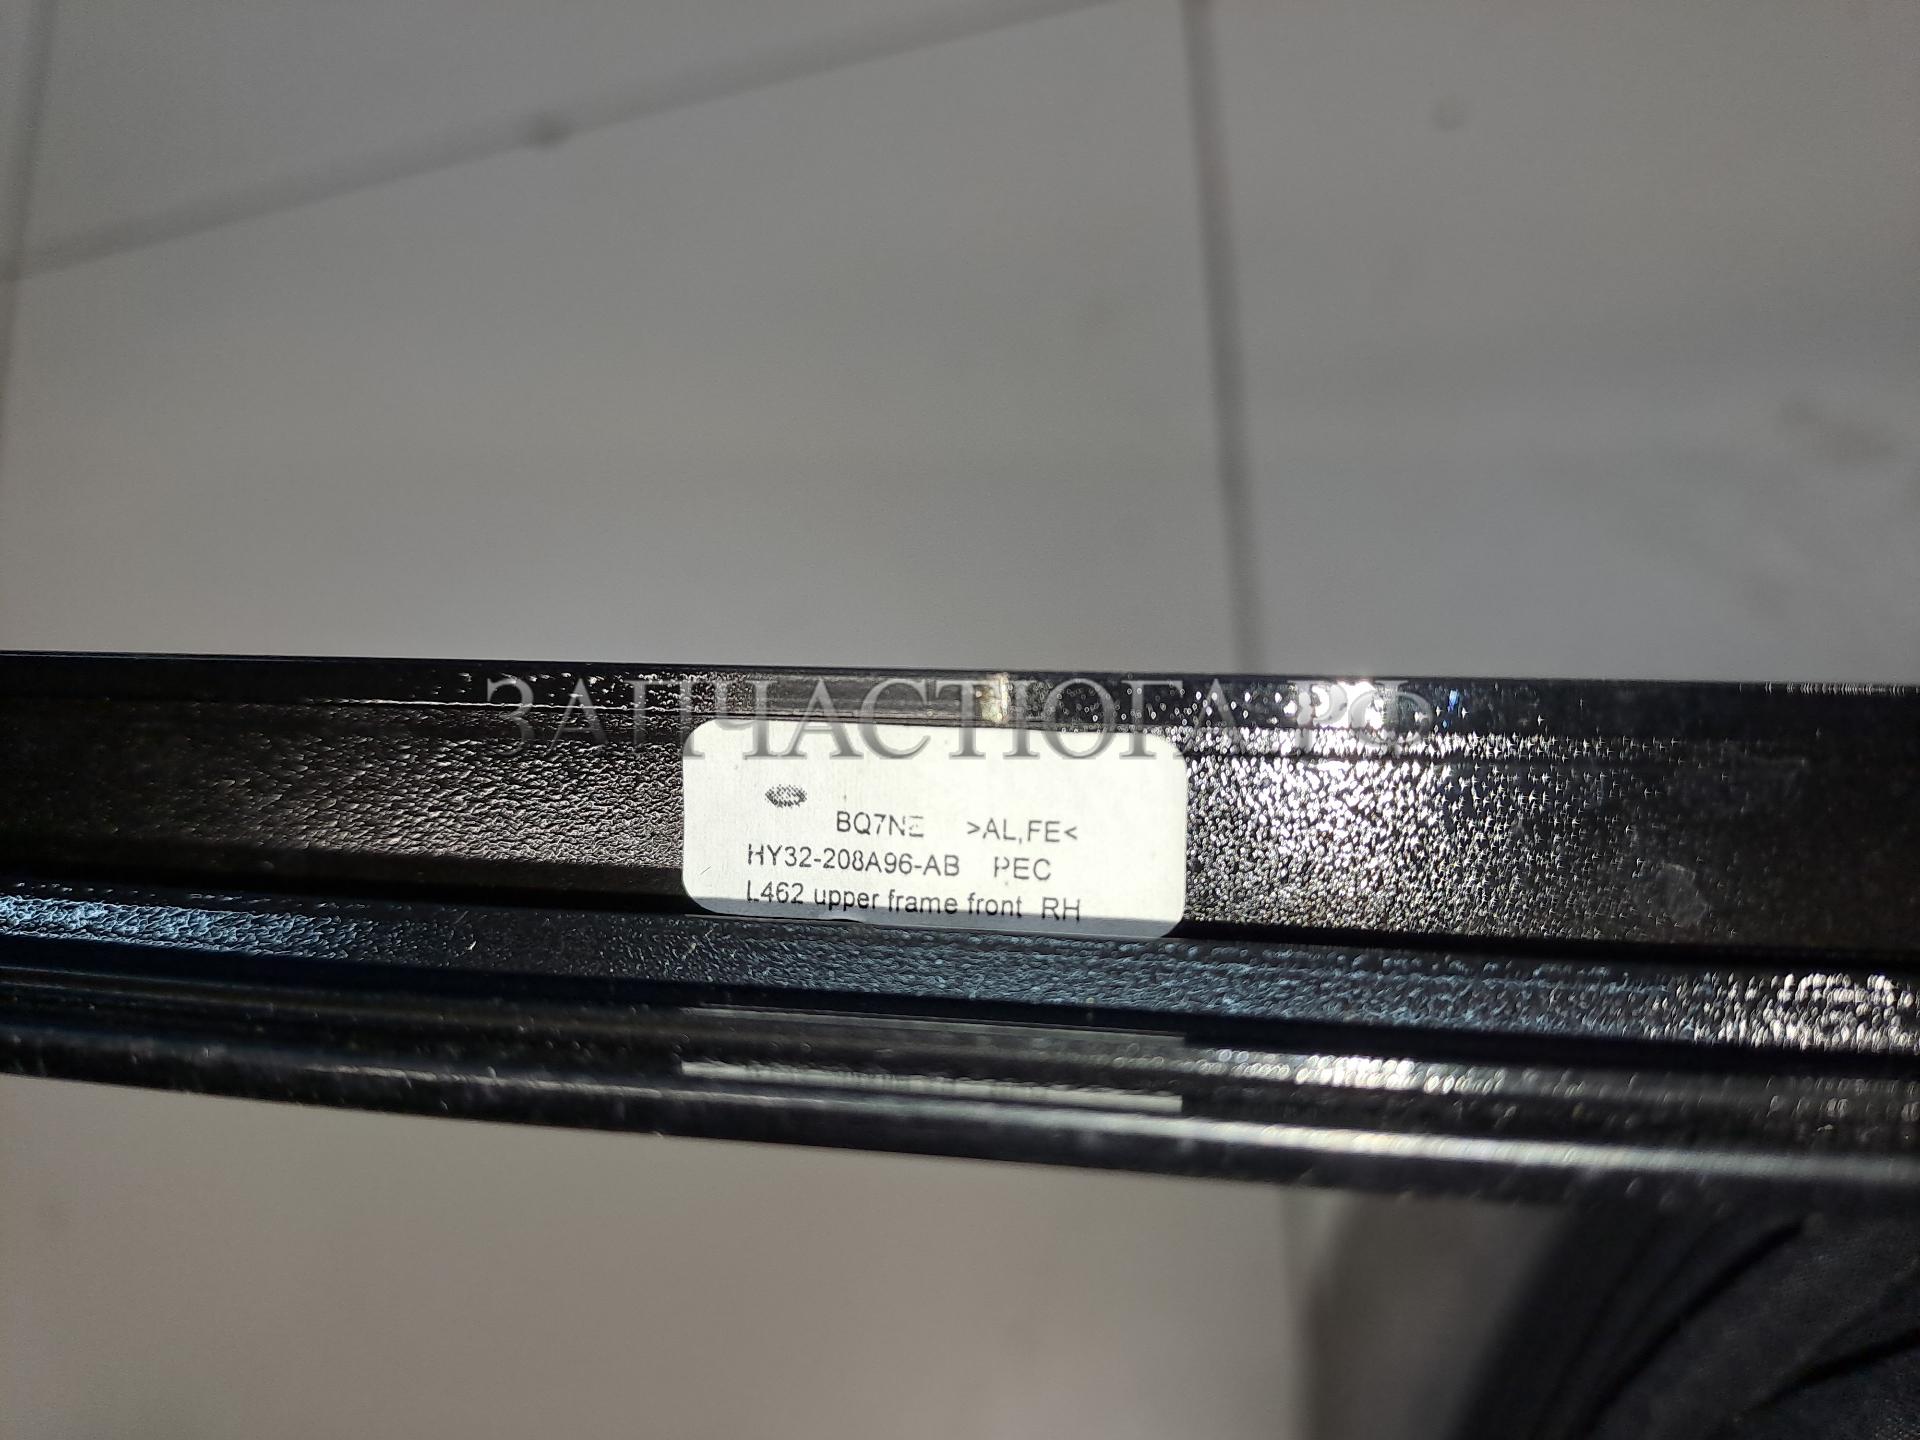 ЗАПЧАСТЮГА.РФ
BQ7NE >AL,FE<
HY32-208A96-AB PEC
L462 upper frame front RH